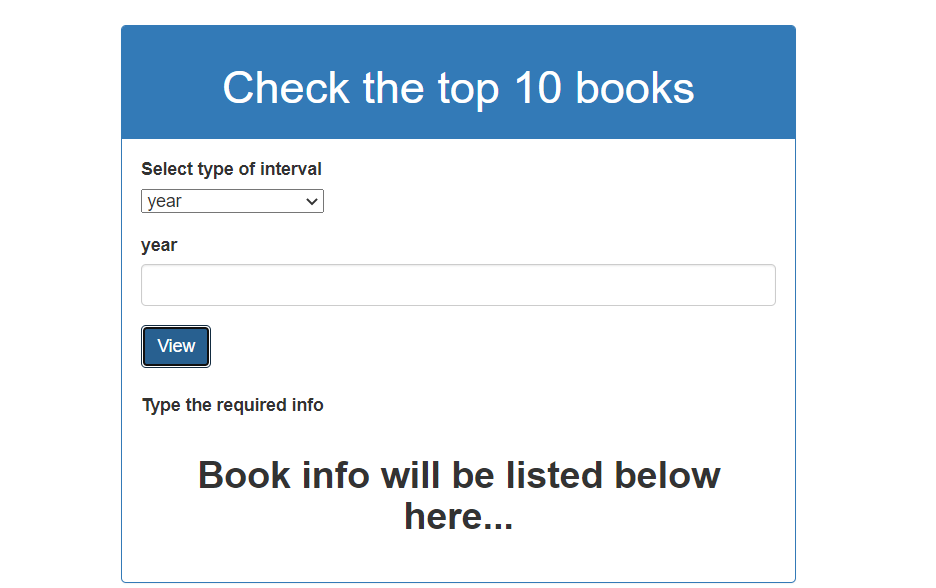 Check the top 10 books
Select type of interval
year
year
View
Type the required info
Book info will be listed below
here...